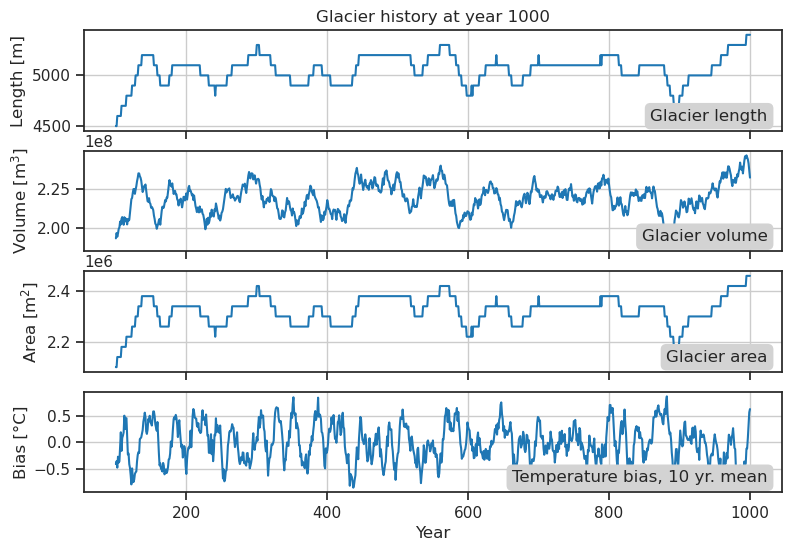 Glacier history at year 1000
Length [m]
5000
4500
Glacier length
1e8
Volume [m³]
2.25
2.00
Glacier volume
1e6
Area [m²]
2.4
2.2
Glacier area
Bias [°C]
0.5
0.0
−0.5
Temperature bias, 10 yr. mean
200 400 600 800 1000
Year